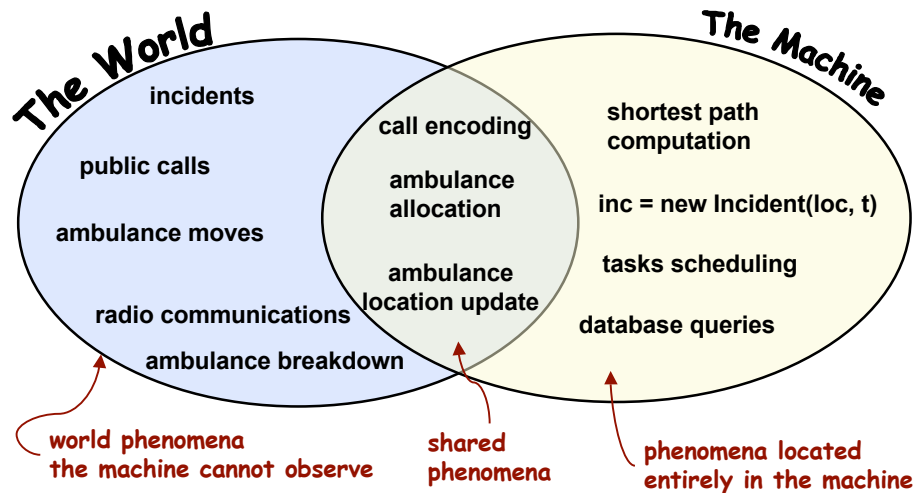 The World
The Machine
incidents
public calls
ambulance moves
radio communications
ambulance breakdown
call encoding
ambulance
allocation
ambulance
location update
shortest path
computation
inc = new Incident(loc, t)
tasks scheduling
database queries
world phenomena
the machine cannot observe
shared
phenomena
phenomena located
entirely in the machine